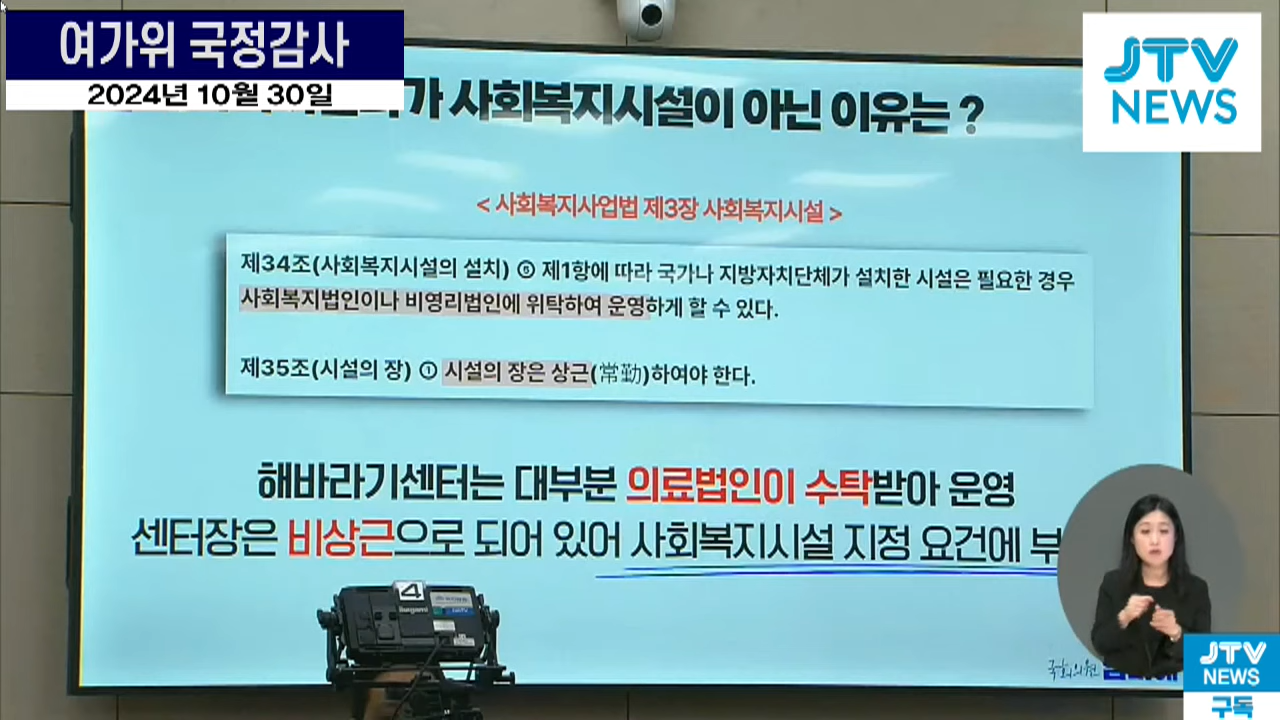 여가위 국정감사
2024년 10월 30일
JTV
NEWS
가 사회복지시설이 아닌 이유는 ?
< 사회복지사업법 제3장 사회복지시설 >
제34조(사회복지시설의 설치) ⑤ 제1항에 따라 국가나 지방자치단체가 설치한 시설은 필요한 경우
사회복지법인이나 비영리법인에 위탁하여 운영하게 할 수 있다.
제35조(시설의 장) ① 시설의 장은 상근(常勤)하여야 한다.
해바라기센터는 대부분 의료법인이 수탁받아 운영
센터장은 비상근으로 되어 있어 사회복지시설 지정 요건에 부
4
Ikegami
국회의원
JTV
NEWS
구독